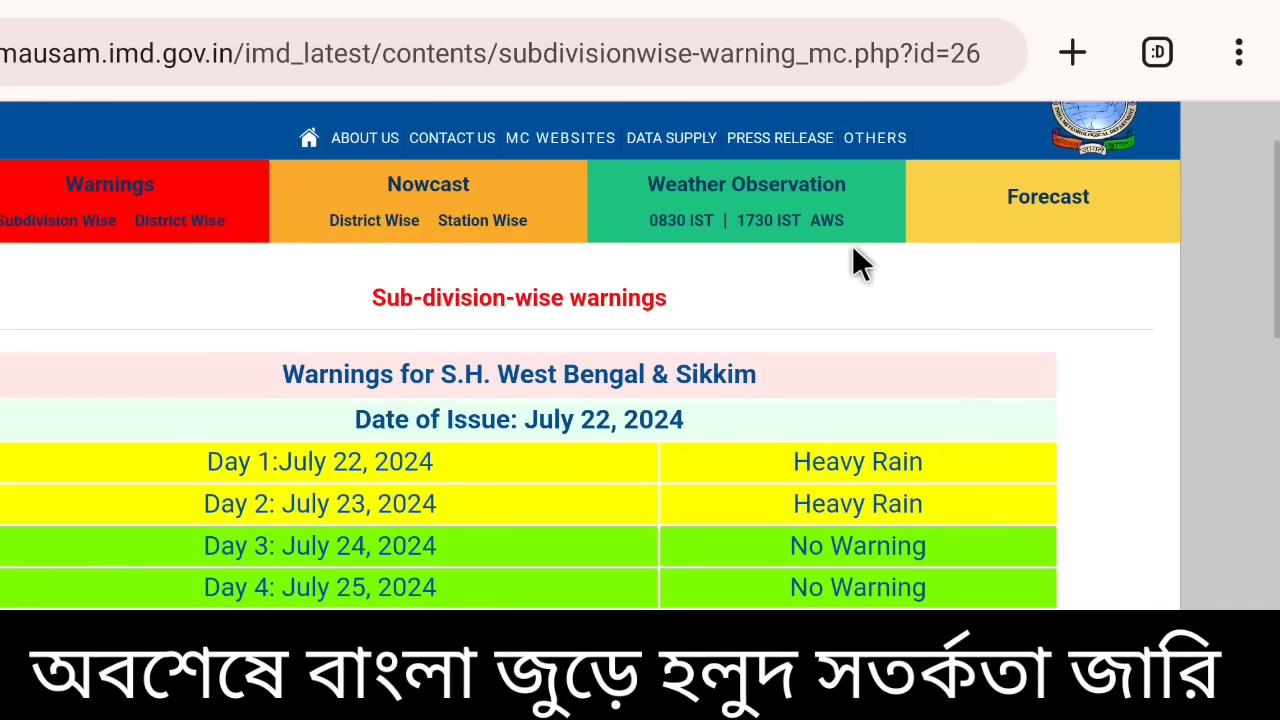 mausam.imd.gov.in/imd_latest/contents/subdivisionwise-warning_mc.php?id=26
:D
ABOUT US CONTACT US MC WEBSITES DATA SUPPLY PRESS RELEASE OTHERS
Warnings Nowcast Weather Observation Forecast
Subdivision Wise District Wise District Wise Station Wise 0830 IST | 1730 IST AWS
Sub-division-wise warnings
Warnings for S.H. West Bengal & Sikkim
Date of Issue: July 22, 2024
Day 1:July 22, 2024 Heavy Rain
Day 2: July 23, 2024 Heavy Rain
Day 3: July 24, 2024 No Warning
Day 4: July 25, 2024 No Warning
অবশেষে বাংলা জুড়ে হলুদ সতর্কতা জারি